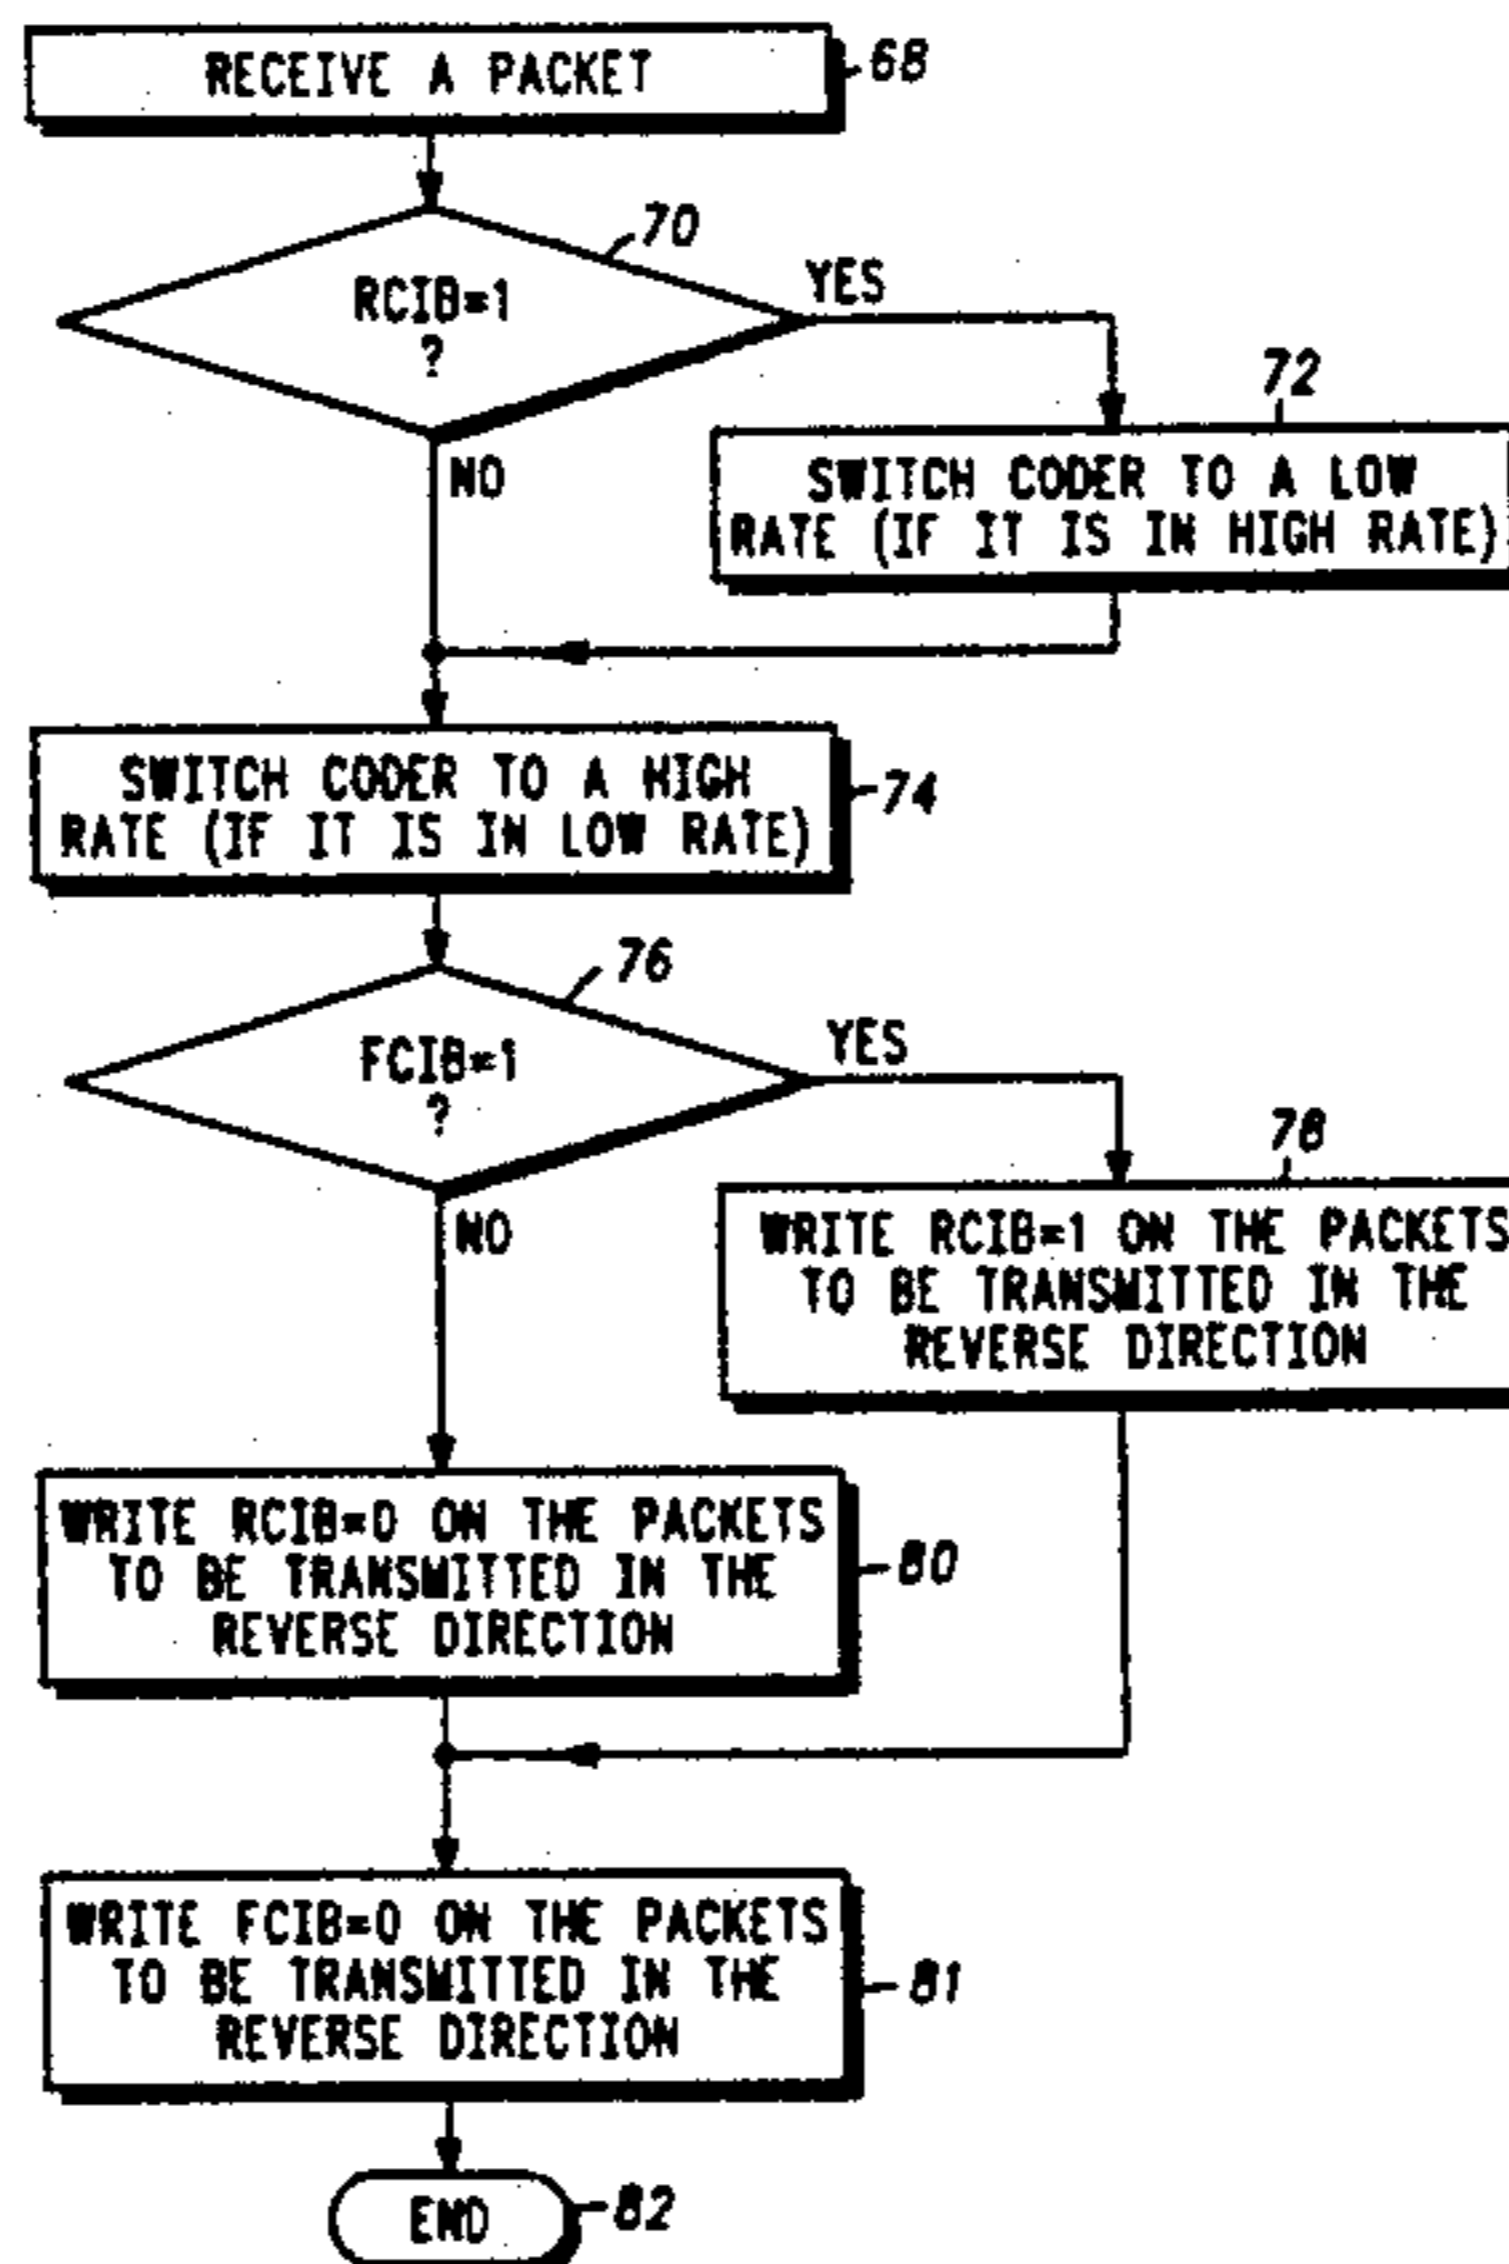 RECEIVE A PACKET
68
70
RCIB=1
?
YES
NO
72
SWITCH CODER TO A LOW
RATE (IF IT IS IN HIGH RATE)
SWITCH CODER TO A HIGH
RATE (IF IT IS IN LOW RATE)
74
76
FCIB=1
?
YES
NO
78
WRITE RCIB=1 ON THE PACKETS
TO BE TRANSMITTED IN THE
REVERSE DIRECTION
WRITE RCIB=0 ON THE PACKETS
TO BE TRANSMITTED IN THE
REVERSE DIRECTION
80
WRITE FCIB=0 ON THE PACKETS
TO BE TRANSMITTED IN THE
REVERSE DIRECTION
81
END
82